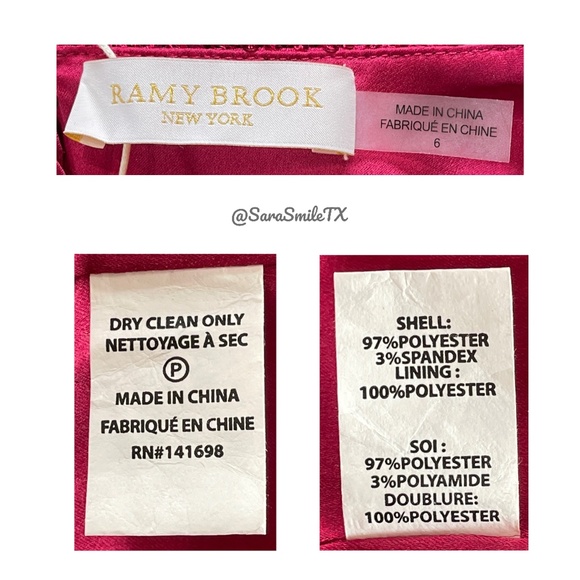 RAMY BROOK
NEW YORK
MADE IN CHINA
FABRIQUÉ EN CHINE
6
@SaraSmileTX
DRY CLEAN ONLY
NETTOYAGE À SEC
P
MADE IN CHINA
FABRIQUÉ EN CHINE
RN#141698
SHELL:
97%POLYESTER
3%SPANDEX
LINING :
100%POLYESTER
SOI :
97%POLYESTER
3%POLYAMIDE
DOUBLURE:
100%POLYESTER